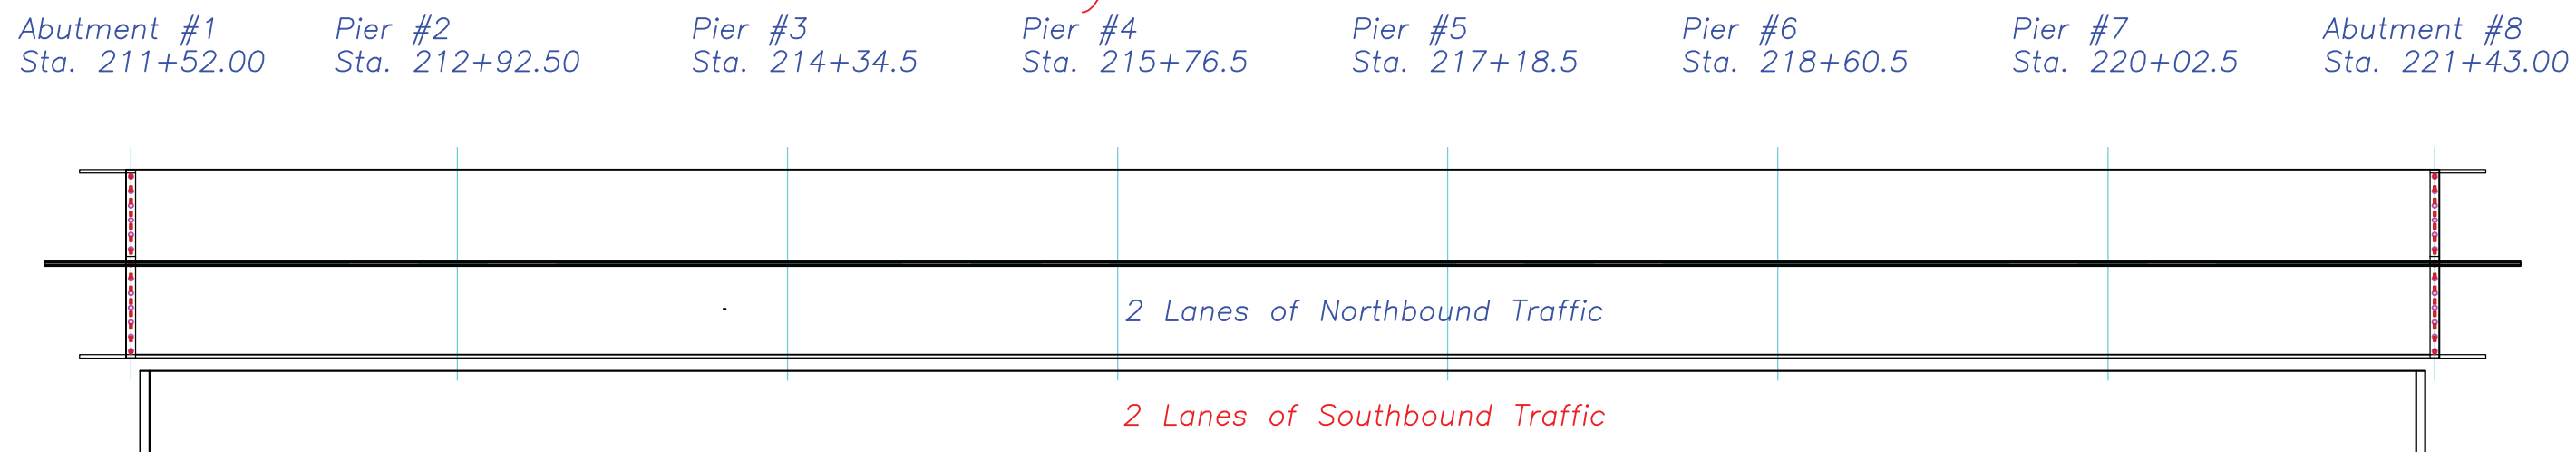 Abutment #1 Pier #2 Pier #3 Pier #4 Pier #5 Pier #6 Pier #7 Abutment #8
Sta. 211+52.00 Sta. 212+92.50 Sta. 214+34.5 Sta. 215+76.5 Sta. 217+18.5 Sta. 218+60.5 Sta. 220+02.5 Sta. 221+43.00
2 Lanes of Northbound Traffic
2 Lanes of Southbound Traffic